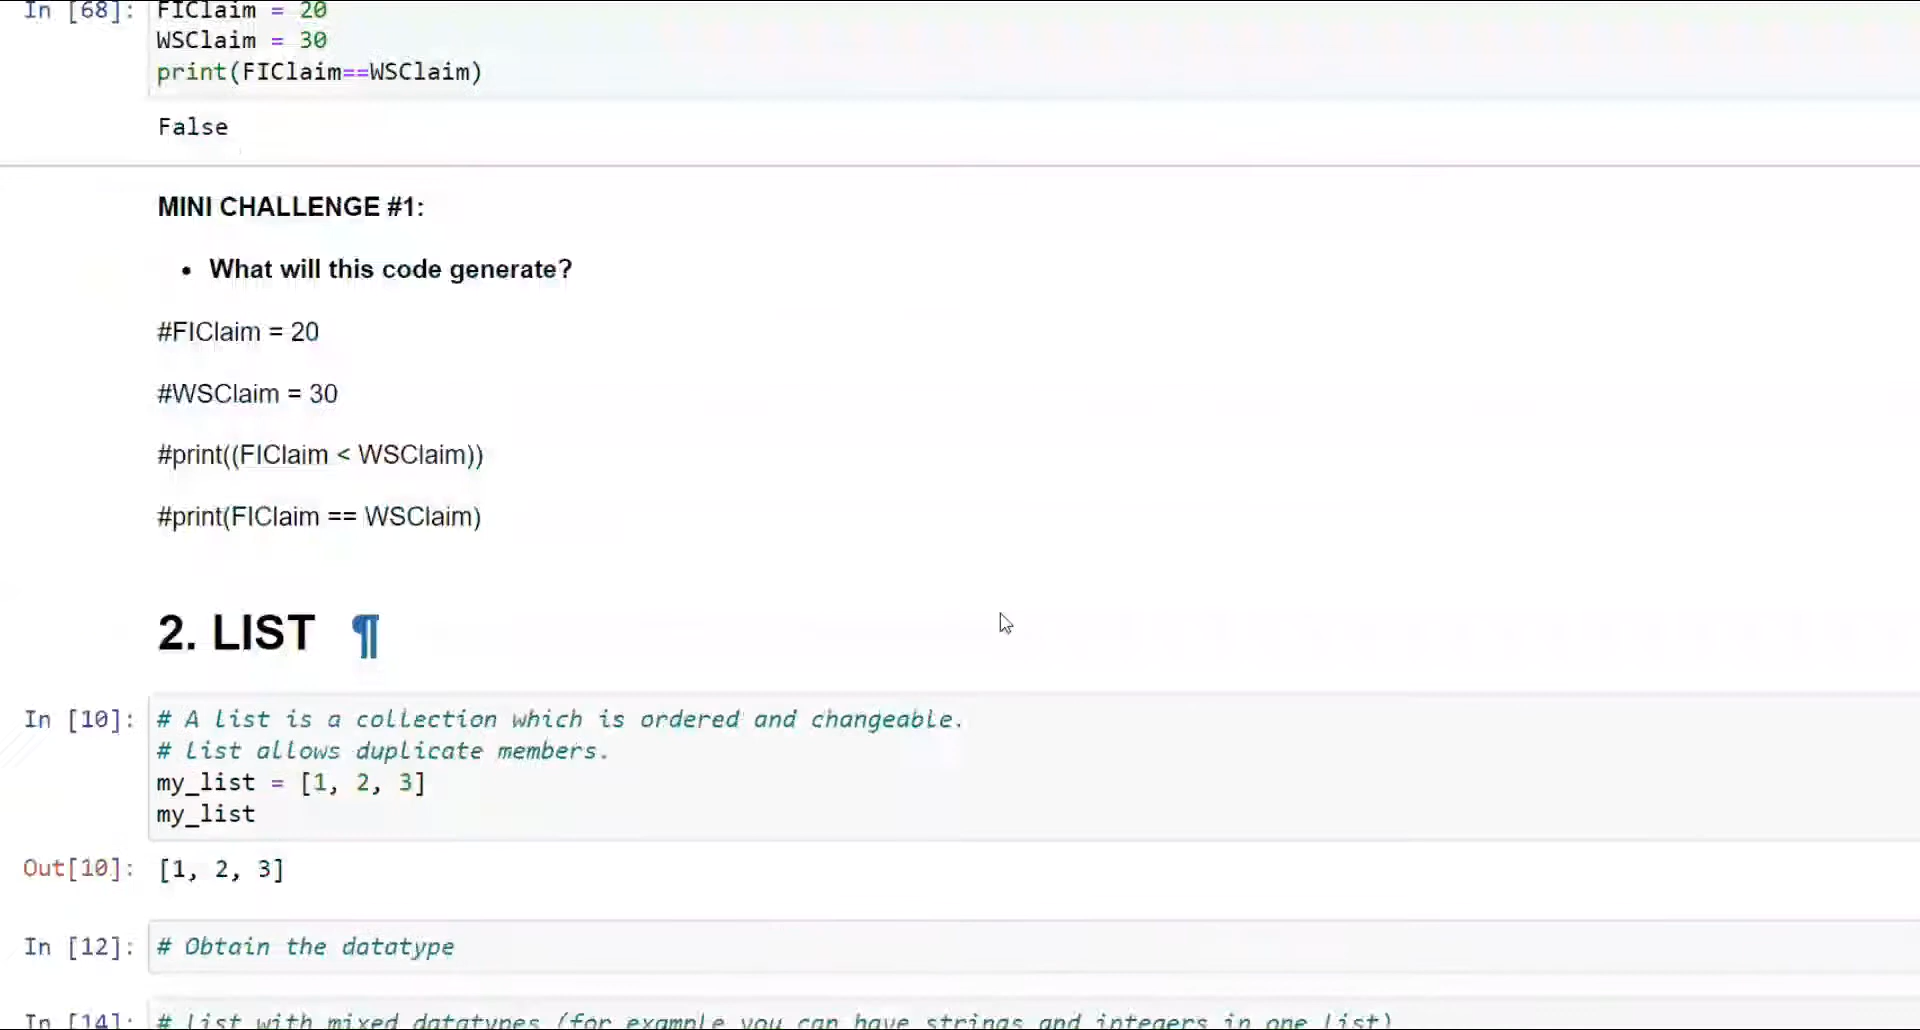 In [68]: FIClaim = 20
WSClaim = 30
print(FIClaim==WSClaim)
False
MINI CHALLENGE #1:
• What will this code generate?
#FIClaim = 20
#WSClaim = 30
#print((FIClaim < WSClaim))
#print(FIClaim == WSClaim)
2. LIST ¶
In [10]: # A list is a collection which is ordered and changeable.
# List allows duplicate members.
my_list = [1, 2, 3]
my_list
Out[10]: [1, 2, 3]
In [12]: # Obtain the datatype
In [14]: # List with mixed datatypes (for example you can have strings and integers in one list)